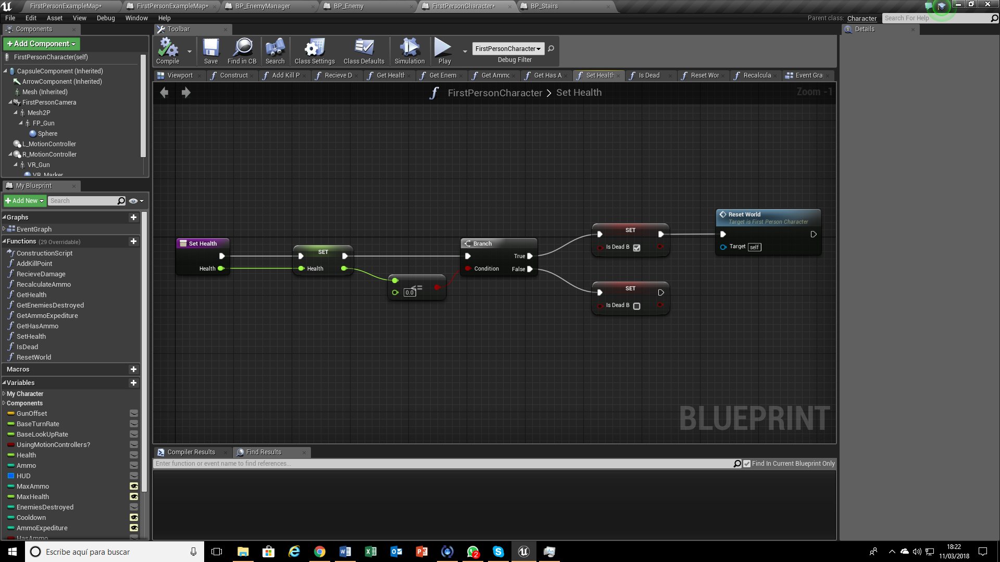 FirstPersonExampleMap*
FirstPersonExampleMap*
BP_EnemyManager
BP_Enemy
FirstPersonCharacter*
BP_Stairs
File Edit Asset View Debug Window Help
Parent class: Character
Search For Help
Components
Toolbar
Details
+ Add Component
FirstPersonCharacter(self)
CapsuleComponent (Inherited)
ArrowComponent (Inherited)
Mesh (Inherited)
FirstPersonCamera
Mesh2P
FP_Gun
Sphere
L_MotionController
R_MotionController
VR_Gun
VR_Marker
Compile
Save
Find in CB
Search
Class Settings
Class Defaults
Simulation
Play
FirstPersonCharacter
Debug Filter
Viewport
Construct
Add Kill P
Recieve D
Get Health
Get Enem
Get Ammo
Get Has A
Set Health
Is Dead
Reset Wor
Recalcula
Event Gra
FirstPersonCharacter > Set Health
Zoom -1
My Blueprint
+ Add New
Search
Graphs
EventGraph
Functions (29 Overridable)
ConstructionScript
AddKillPoint
RecieveDamage
RecalculateAmmo
GetHealth
GetEnemiesDestroyed
GetAmmoExpediture
GetHasAmmo
SetHealth
IsDead
ResetWorld
Macros
Variables
My Character
Components
GunOffset
BaseTurnRate
BaseLookUpRate
UsingMotionControllers?
Health
Ammo
HUD
MaxAmmo
MaxHealth
EnemiesDestroyed
Cooldown
AmmoExpediture
HasAmmo
Set Health
Health
SET
Health
<=
0.0
Branch
True
Condition
False
SET
Is Dead B
SET
Is Dead B
Reset World
Target is First Person Character
Target self
BLUEPRINT
Compiler Results
Find Results
Enter function or event name to find references...
Find In Current Blueprint Only
Escribe aquí para buscar
2
18:22
11/03/2018